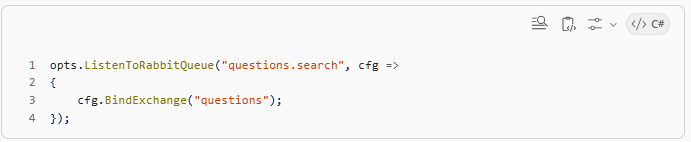 </> C#
1 opts.ListenToRabbitQueue("questions.search", cfg =>
2 {
3     cfg.BindExchange("questions");
4 });